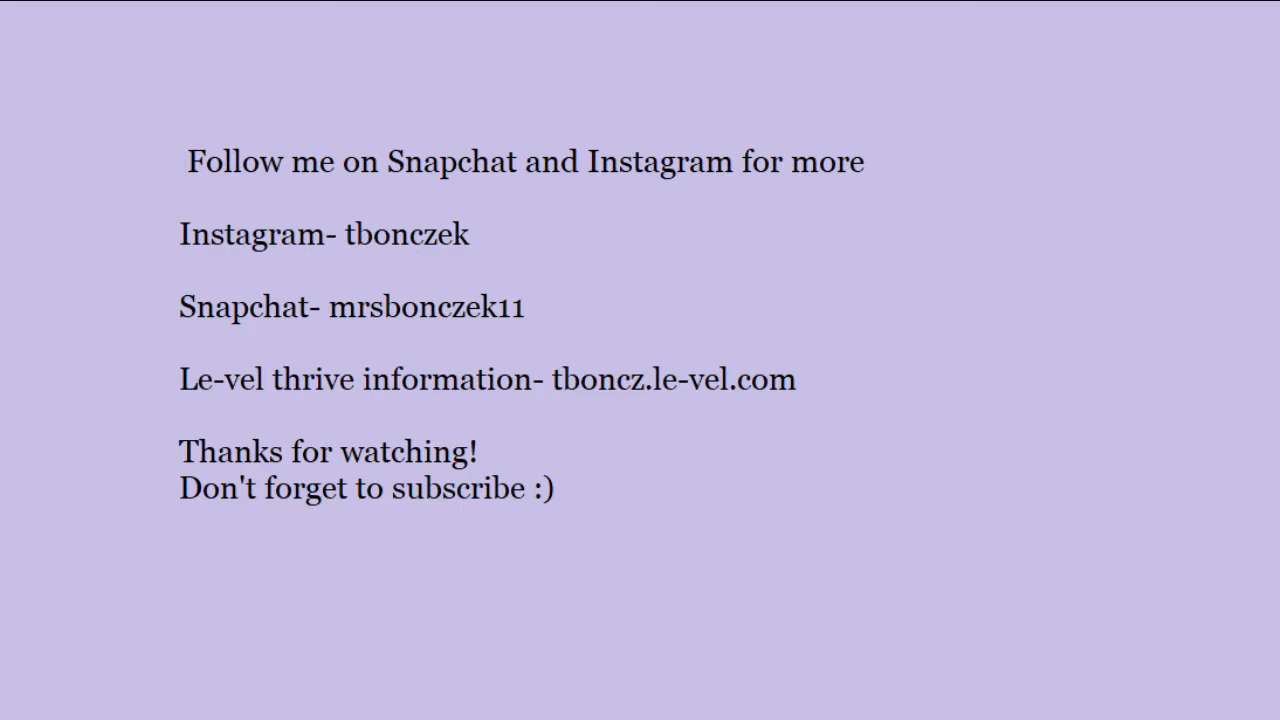 Follow me on Snapchat and Instagram for more
Instagram- tbonczek
Snapchat- mrsbonczek11
Le-vel thrive information- tboncz.le-vel.com
Thanks for watching!
Don't forget to subscribe :)